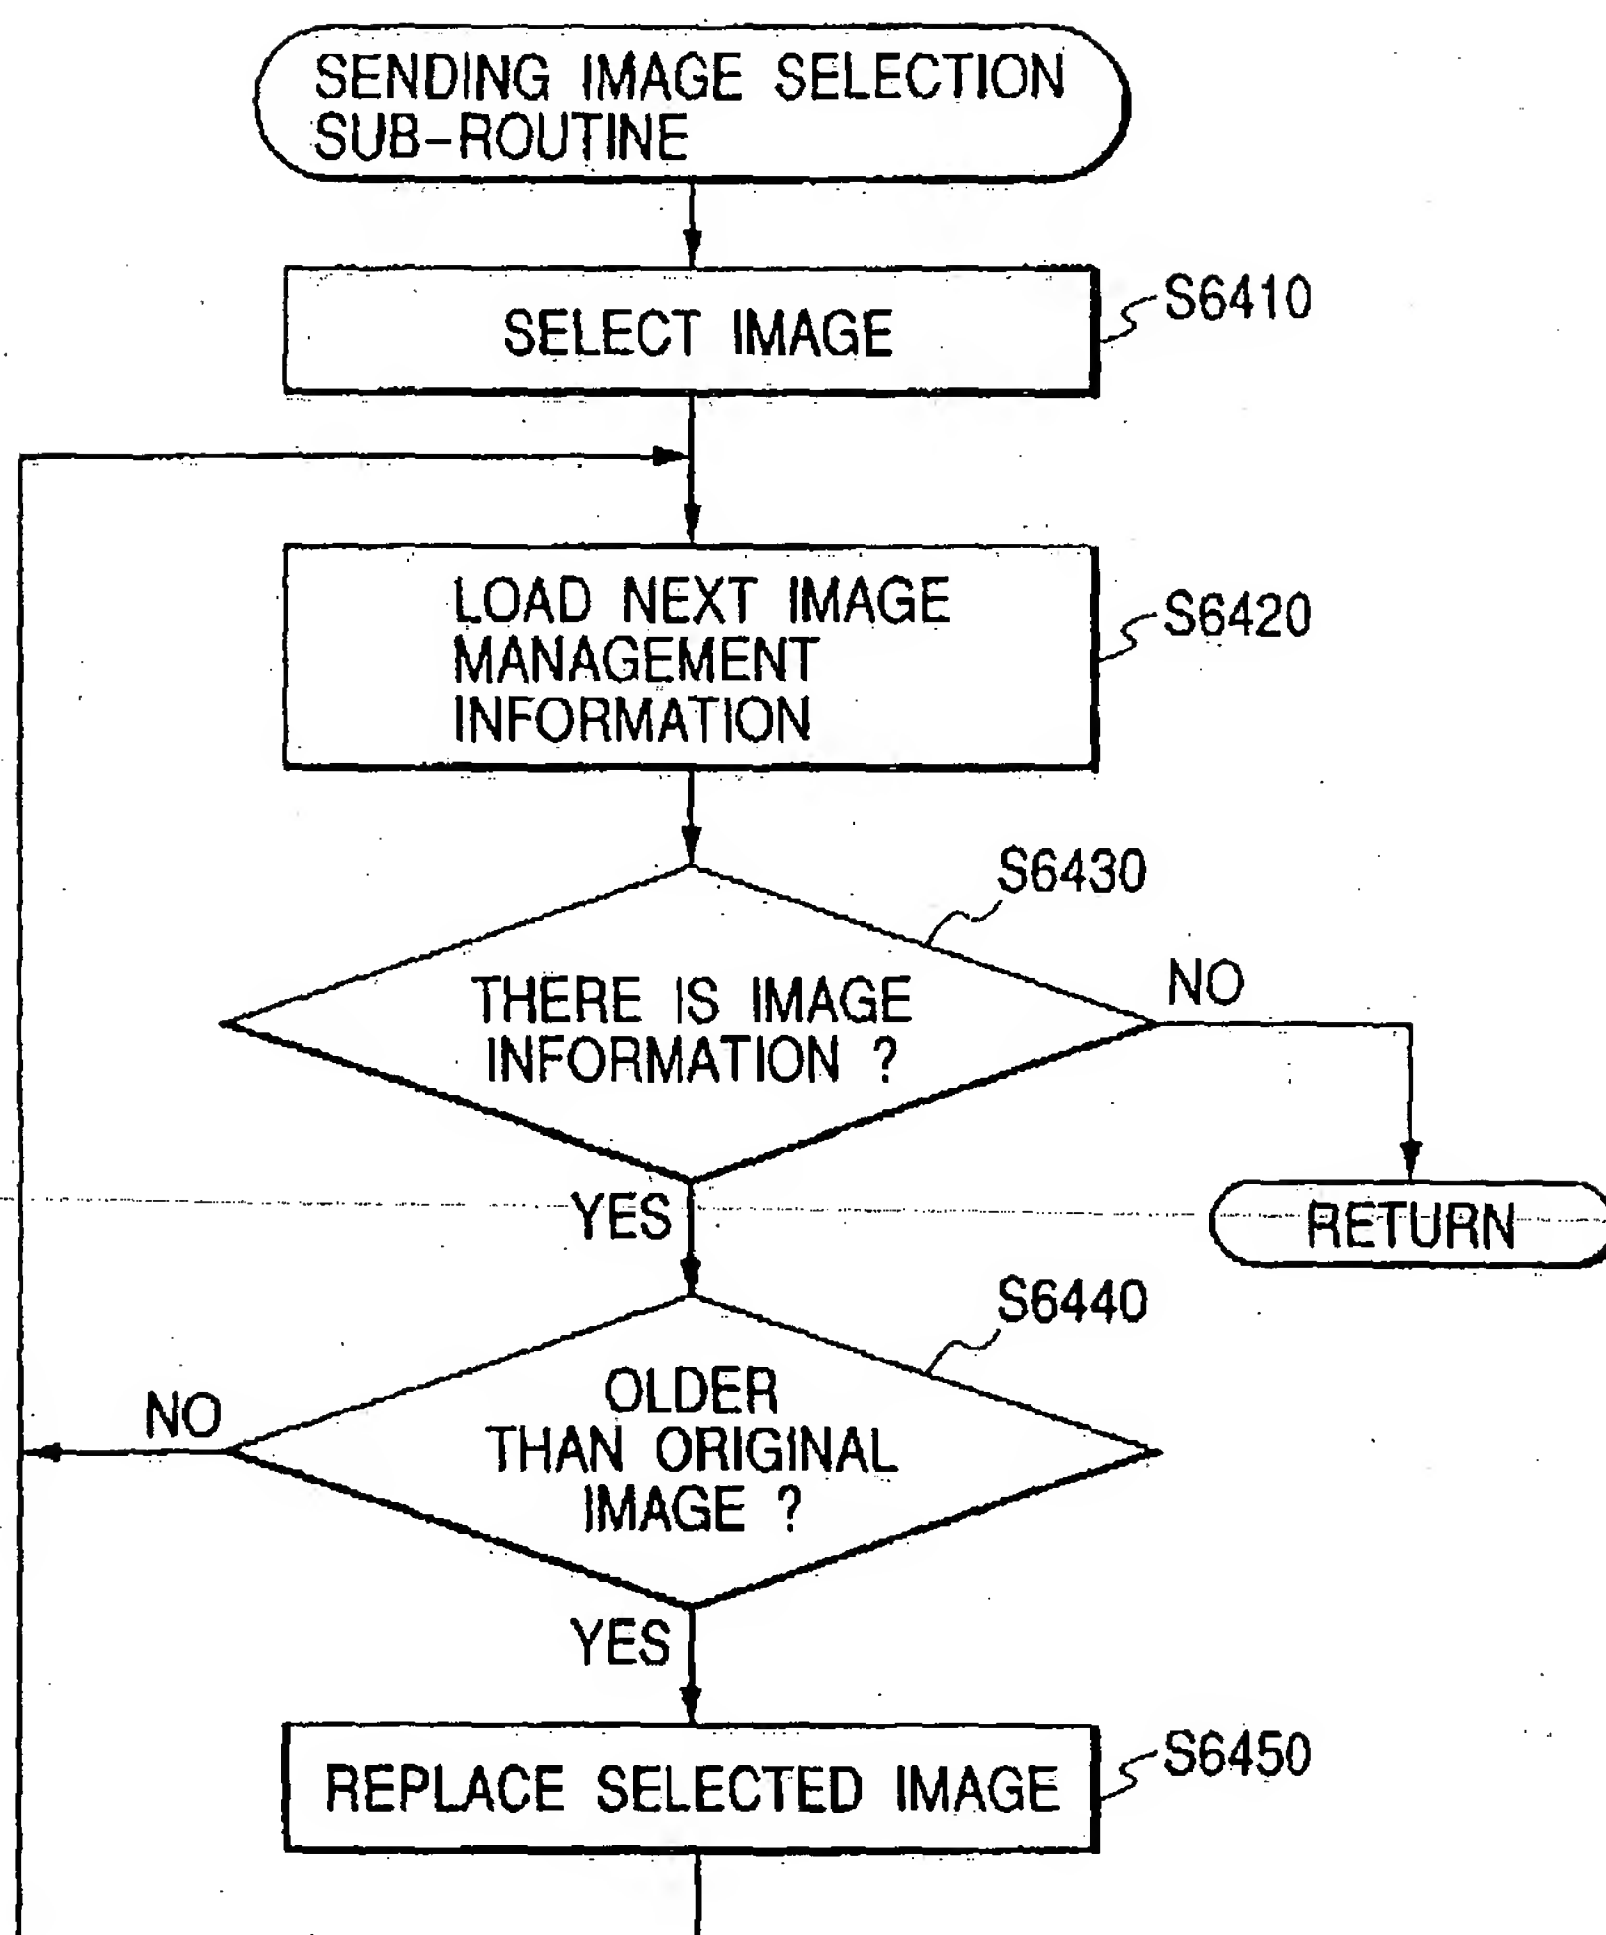 SENDING IMAGE SELECTION
SUB-ROUTINE
SELECT IMAGE
S6410
LOAD NEXT IMAGE
MANAGEMENT
INFORMATION
S6420
S6430
THERE IS IMAGE
INFORMATION ?
NO
YES
RETURN
S6440
OLDER
THAN ORIGINAL
IMAGE ?
NO
YES
REPLACE SELECTED IMAGE
S6450